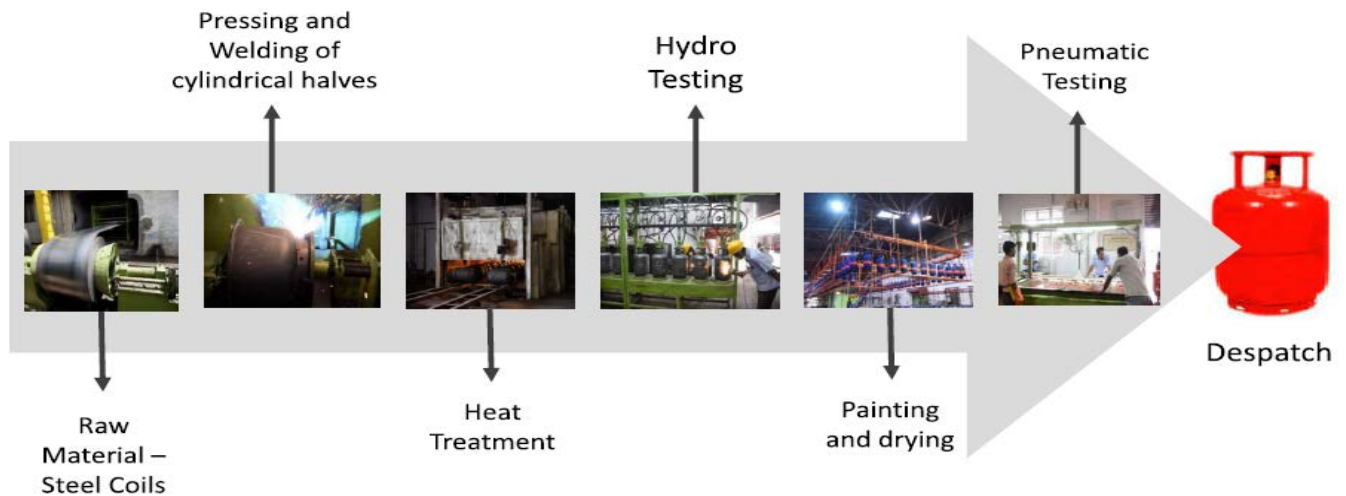 Pressing and
Welding of
cylindrical halves
Hydro
Testing
Pneumatic
Testing
Despatch
Raw
Material –
Steel Coils
Heat
Treatment
Painting
and drying